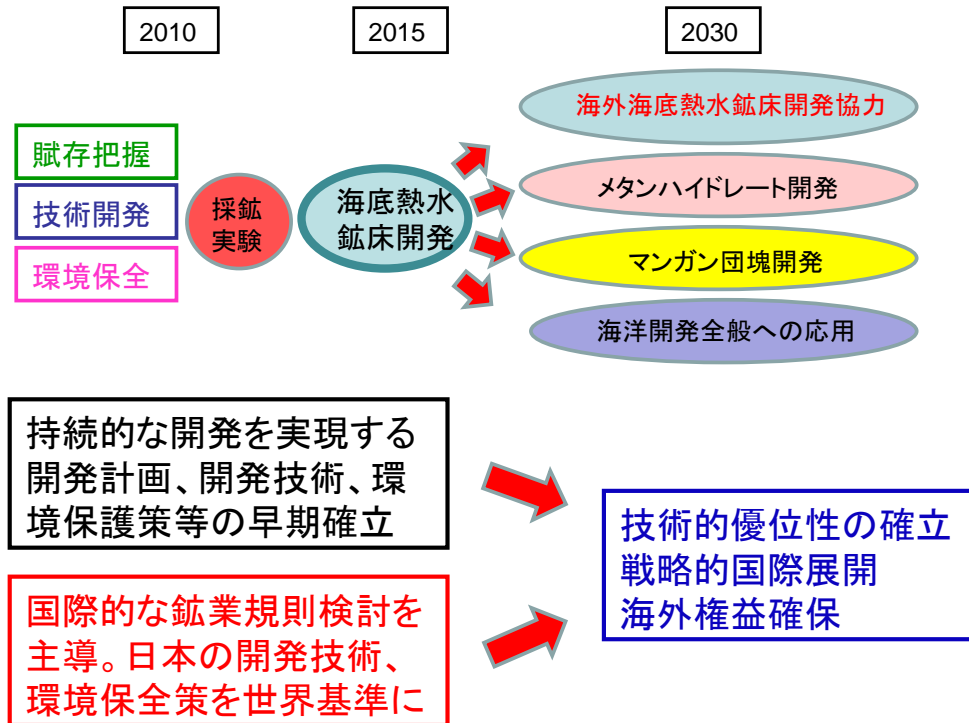 2010
2015
2030
賦存把握
技術開発
環境保全
採鉱
実験
海底熱水
鉱床開発
海外海底熱水鉱床開発協力
メタンハイドレート開発
マンガン団塊開発
海洋開発全般への応用
持続的な開発を実現する
開発計画、開発技術、環
境保護策等の早期確立
国際的な鉱業規則検討を
主導。日本の開発技術、
環境保全策を世界基準に
技術的優位性の確立
戦略的国際展開
海外権益確保